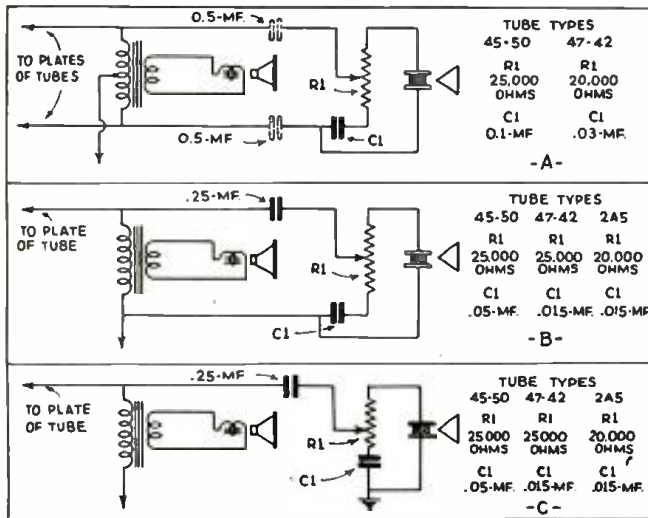 0.5-MF.
TO PLATES
OF TUBES
R1
0.5-MF.
C1
TUBE TYPES
45-50 47-42
R1 R1
25,000 20,000
OHMS OHMS
C1 C1
0.1-MF .03-MF.
-A-
.25-MF.
TO PLATE
OF TUBE
R1
C1
TUBE TYPES
45-50 47-42 2A5
R1 R1 R1
25,000 25,000 20,000
OHMS OHMS OHMS
C1 C1 C1
.05-MF. .015-MF. .015-MF.
-B-
.25-MF
TO PLATE
OF TUBE
R1
C1
TUBE TYPES
45-50 47-42 2A5
R1 R1 R1
25000 25000 20,000
OHMS OHMS OHMS
C1 C1 C1
.05-MF. .015-MF. .015-MF.
-C-